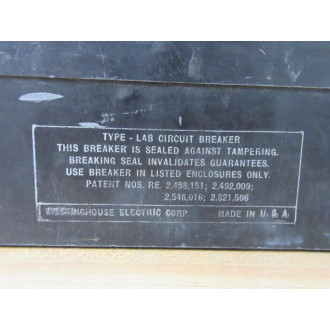 TYPE - LAB CIRCUIT BREAKER
THIS BREAKER IS SEALED AGAINST TAMPERING.
BREAKING SEAL INVALIDATES GUARANTEES.
USE BREAKER IN LISTED ENCLOSURES ONLY.
PATENT NOS. RE. 2,458,151; 2,492,009;
2,546,016; 2,821,596
WESTINGHOUSE ELECTRIC CORP. MADE IN U.S.A.